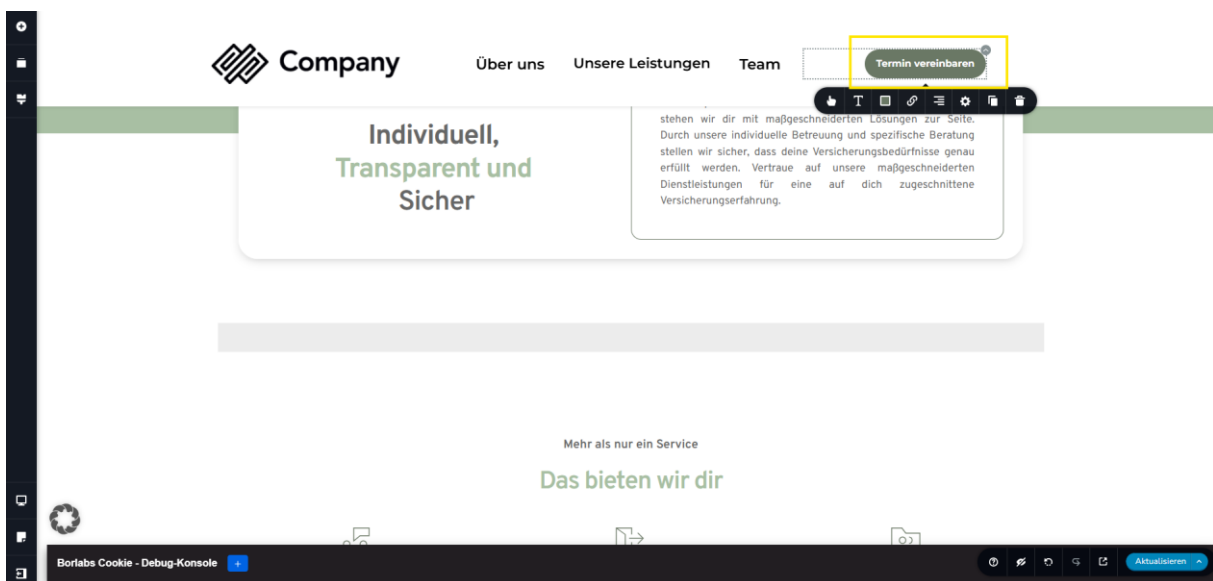 Company
Über uns
Unsere Leistungen
Team
Termin vereinbaren
Individuell,
Transparent und
Sicher
stehen wir dir mit maßgeschneiderten Lösungen zur Seite.
Durch unsere individuelle Betreuung und spezifische Beratung
stellen wir sicher, dass deine Versicherungsbedürfnisse genau
erfüllt werden. Vertraue auf unsere maßgeschneiderten
Dienstleistungen für eine auf dich zugeschnittene
Versicherungserfahrung.
Mehr als nur ein Service
Das bieten wir dir
Borlabs Cookie - Debug-Konsole
+
Aktualisieren